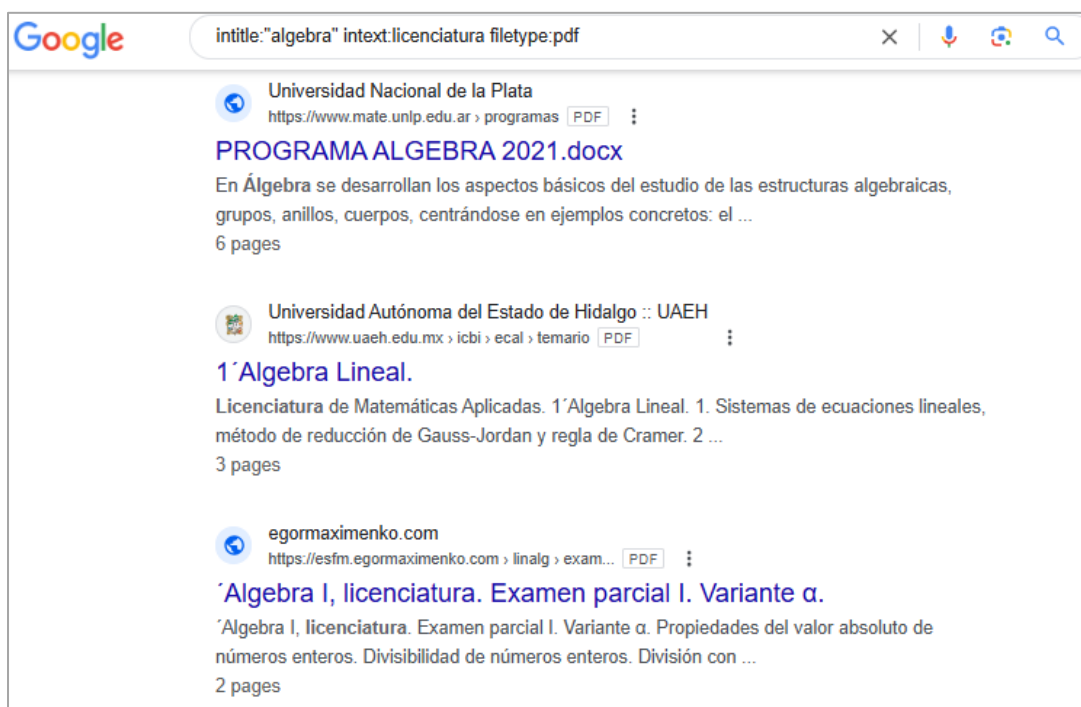 Google
intitle:"algebra" intext:licenciatura filetype:pdf
Universidad Nacional de la Plata
https://www.mate.unlp.edu.ar › programas PDF
PROGRAMA ALGEBRA 2021.docx
En Álgebra se desarrollan los aspectos básicos del estudio de las estructuras algebraicas,
grupos, anillos, cuerpos, centrándose en ejemplos concretos: el ...
6 pages
Universidad Autónoma del Estado de Hidalgo :: UAEH
https://www.uaeh.edu.mx › icbi › ecal › temario PDF
1´Algebra Lineal.
Licenciatura de Matemáticas Aplicadas. 1´Algebra Lineal. 1. Sistemas de ecuaciones lineales,
método de reducción de Gauss-Jordan y regla de Cramer. 2 ...
3 pages
egormaximenko.com
https://esfm.egormaximenko.com › linalg › exam... PDF
´Algebra I, licenciatura. Examen parcial I. Variante α.
´Algebra I, licenciatura. Examen parcial I. Variante α. Propiedades del valor absoluto de
números enteros. Divisibilidad de números enteros. División con ...
2 pages